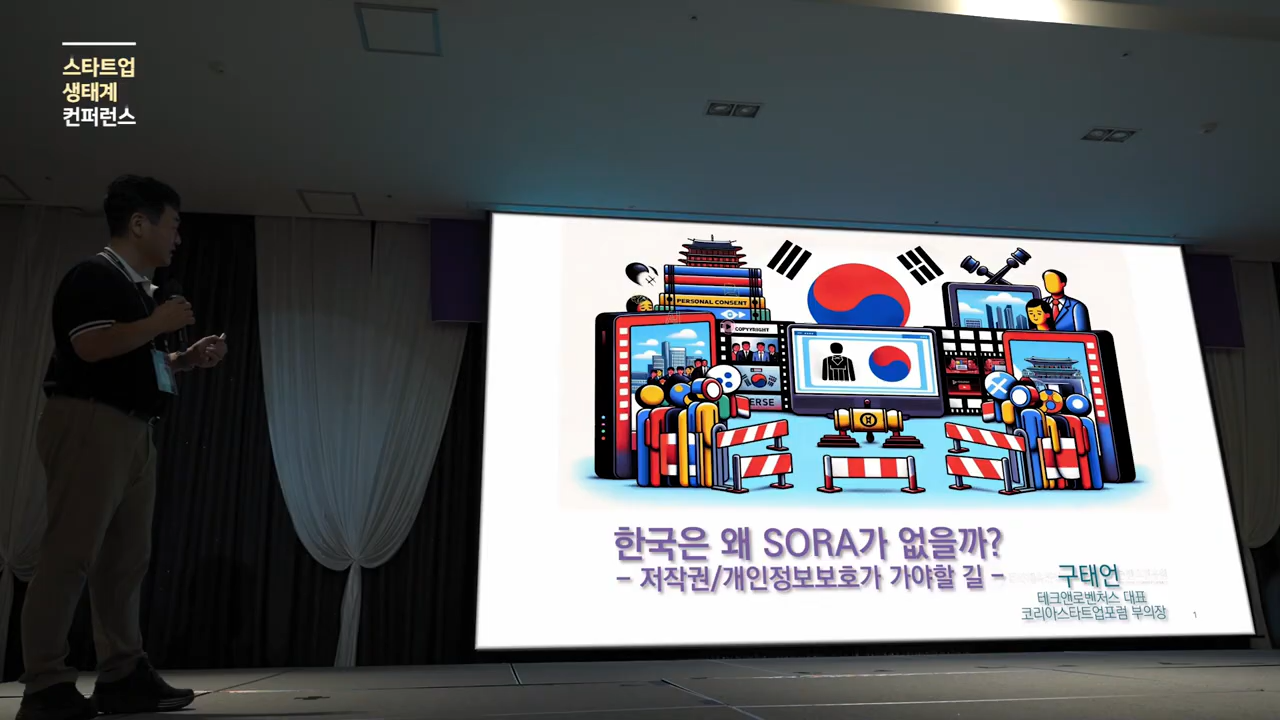 스타트업
생태계
컨퍼런스
PERSONAL CONSENT
COPYRIGHT
ERSE
한국은 왜 SORA가 없을까?
- 저작권/개인정보보호가 가야할 길 -
구태언
테크앤로벤처스 대표
코리아스타트업포럼 부의장
1